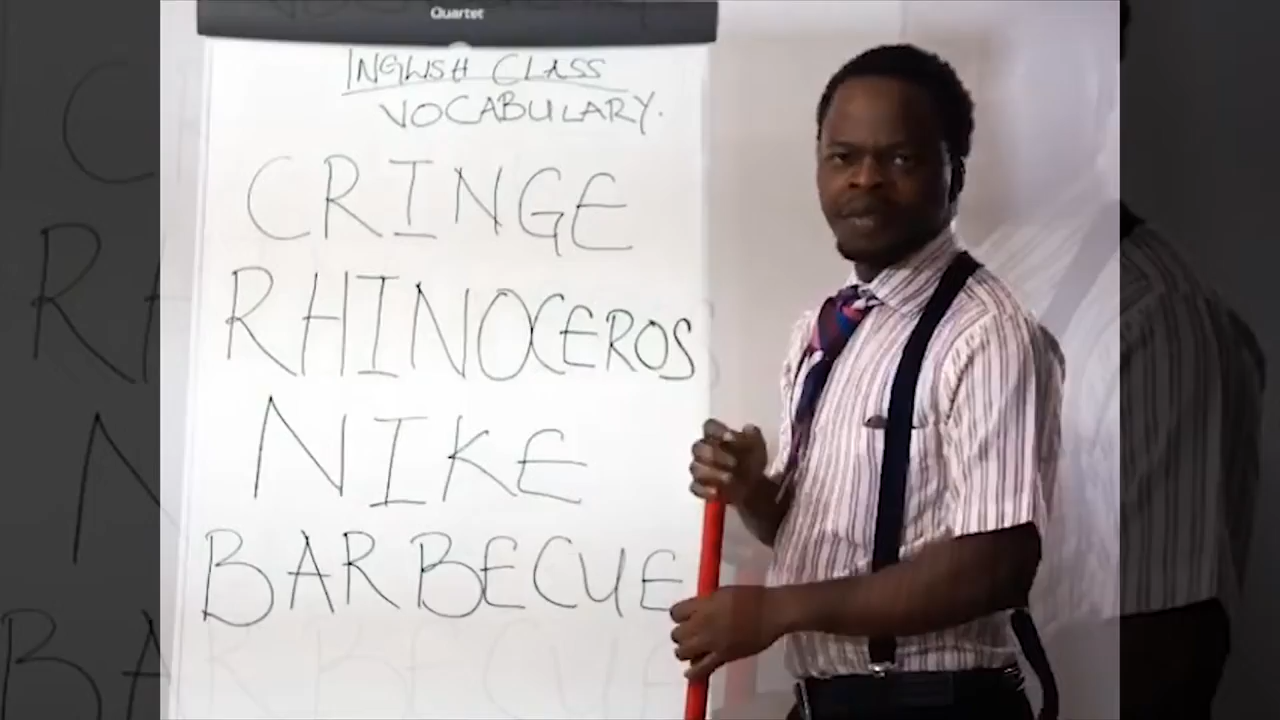 Quartet
INGLISH CLASS
VOCABULARY.
CRINGE
RHINOCEROS
NIKE
BARBECUE